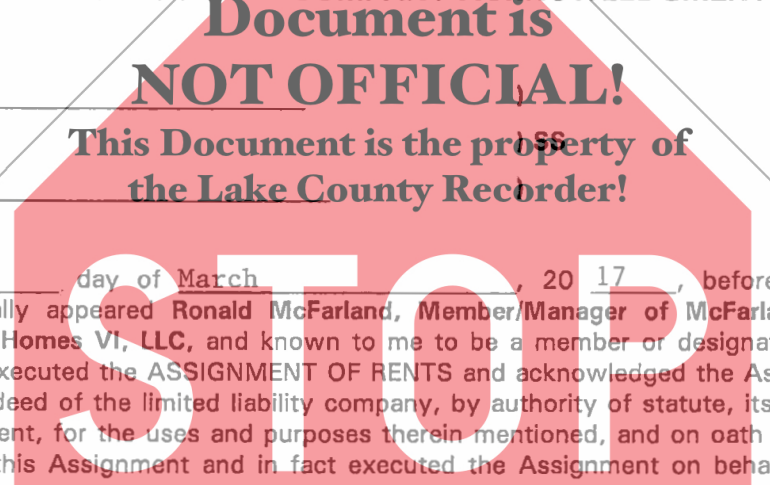 Document is
NOT OFFICIAL!
)
This Document is the property of
) SS
the Lake County Recorder!
)
STOP
day of March , 20 17 , before
ally appeared Ronald McFarland, Member/Manager of McFarla
Homes VI, LLC, and known to me to be a member or designat
xecuted the ASSIGNMENT OF RENTS and acknowledged the As
deed of the limited liability company, by authority of statute, its
ent, for the uses and purposes therein mentioned, and on oath
this Assignment and in fact executed the Assignment on beha